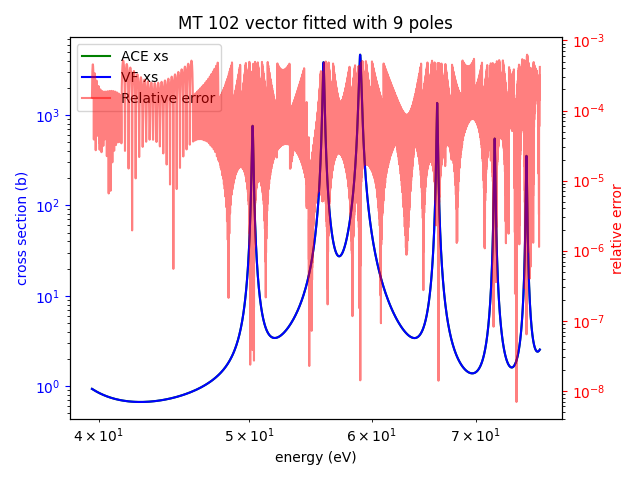 MT 102 vector fitted with 9 poles
ACE xs
VF xs
Relative error
cross section (b)
10³
10²
10¹
10⁰
10⁻³
10⁻⁴
10⁻⁵
10⁻⁶
10⁻⁷
10⁻⁸
relative error
4 × 10¹
5 × 10¹
6 × 10¹
7 × 10¹
energy (eV)